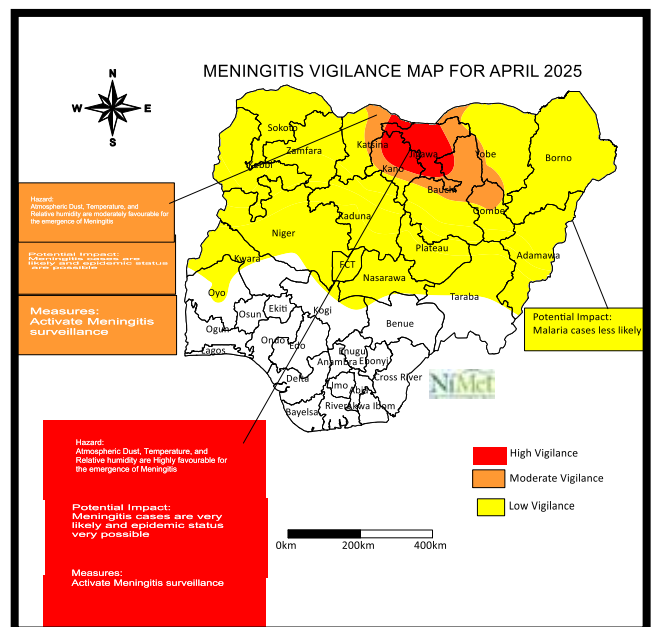 MENINGITIS VIGILANCE MAP FOR APRIL 2025
N
W
E
S
Sokoto
Zamfara
Katsina
Jigawa
Yobe
Borno
Kebbi
Kano
Bauchi
Gombe
Kaduna
Niger
Plateau
Adamawa
Kwara
FCT
Nasarawa
Taraba
Oyo
Osun
Ekiti
Kogi
Benue
Ogun
Ondo
Edo
Enugu
Anambra
Ebonyi
Lagos
Delta
Imo
Abia
Cross River
Bayelsa
Rivers
Akwa Ibom
Hazard:
Atmospheric Dust, Temperature, and
Relative humidity are moderately favourable for
the emergence of Meningitis
Potential Impact:
Meningitis cases are
likely and epidemic status
are possible
Measures:
Activate Meningitis
surveillance
Potential Impact:
Malaria cases less likely
NiMet
Hazard:
Atmospheric Dust, Temperature, and
Relative humidity are Highly favourable for
the emergence of Meningitis
Potential Impact:
Meningitis cases are very
likely and epidemic status
very possible
Measures:
Activate Meningitis surveillance
High Vigilance
Moderate Vigilance
Low Vigilance
0km
200km
400km